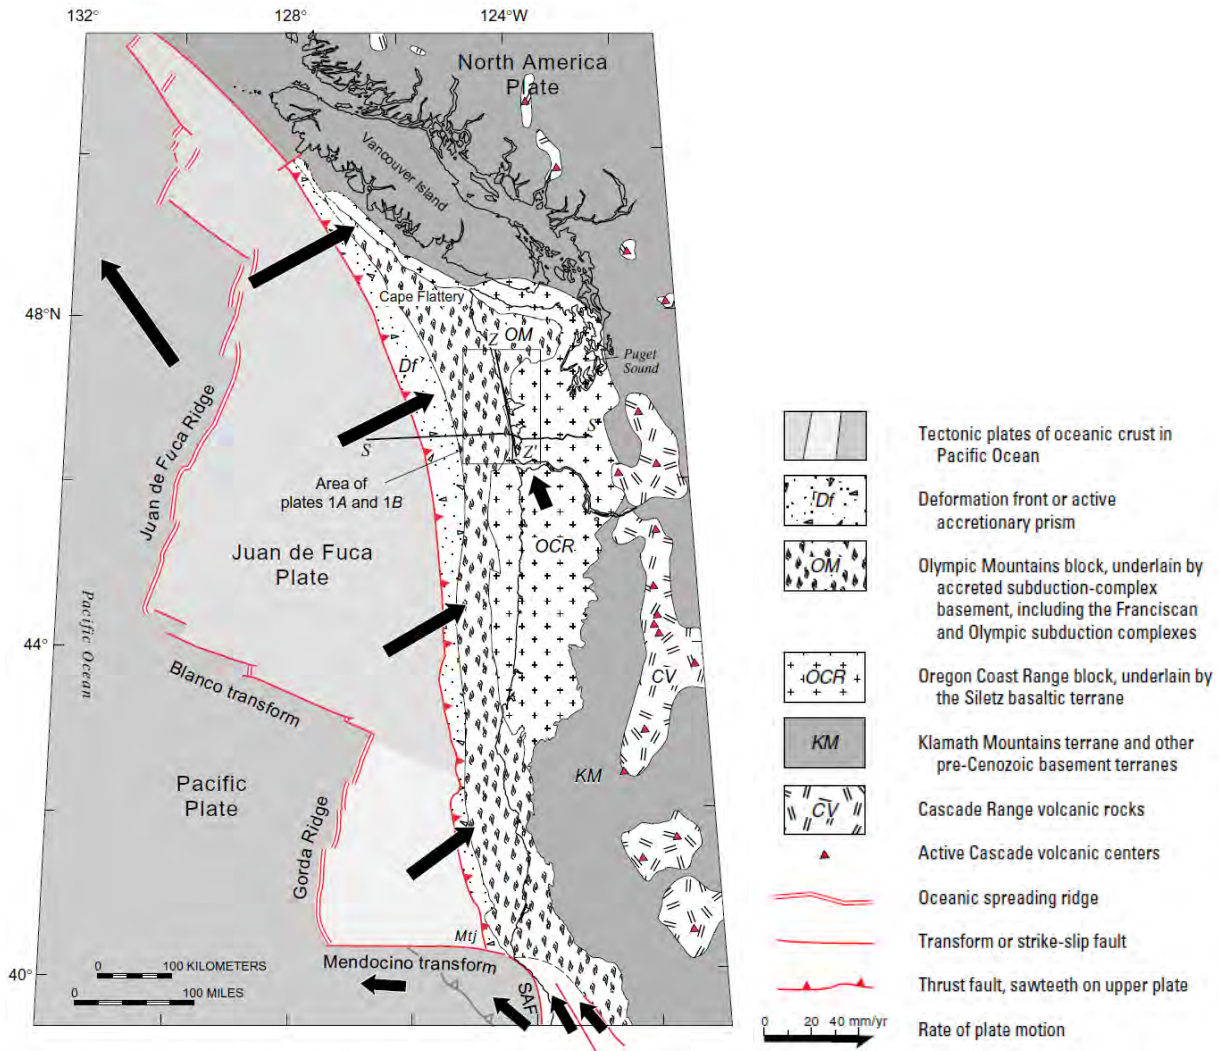 132°
128°
124°W
North America
Plate
Vancouver Island
Cape Flattery
48°N
OM
Z
Puget
Sound
Df
S
S'
Z'
Juan de Fuca Ridge
Area of
plates 1A and 1B
Juan de Fuca
Plate
OCR
Pacific Ocean
44°
Blanco transform
CV
KM
Pacific
Plate
Gorda Ridge
Mtj
Mendocino transform
40°
0 100 KILOMETERS
0 100 MILES
SAF
Tectonic plates of oceanic crust in
Pacific Ocean
Df
Deformation front or active
accretionary prism
OM
Olympic Mountains block, underlain by
accreted subduction-complex
basement, including the Franciscan
and Olympic subduction complexes
OCR
Oregon Coast Range block, underlain by
the Siletz basaltic terrane
KM
Klamath Mountains terrane and other
pre-Cenozoic basement terranes
CV
Cascade Range volcanic rocks
Active Cascade volcanic centers
Oceanic spreading ridge
Transform or strike-slip fault
Thrust fault, sawteeth on upper plate
0 20 40 mm/yr
Rate of plate motion